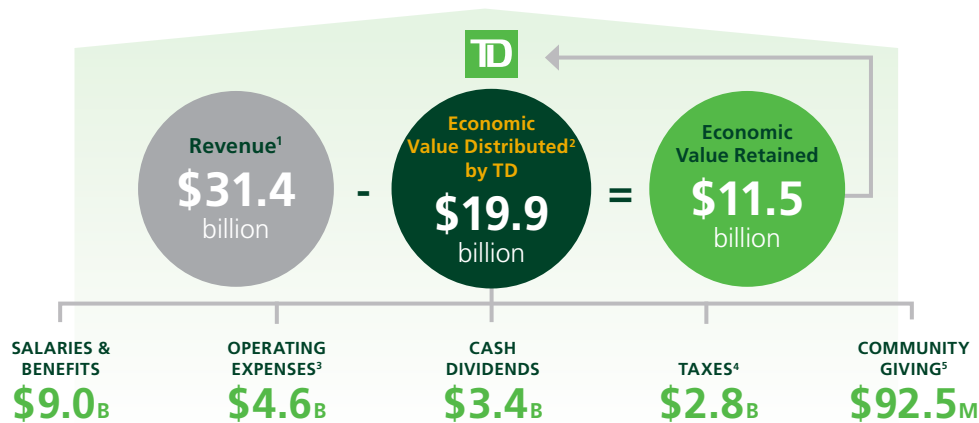 TD
Revenue¹
$31.4
billion
-
Economic
Value Distributed²
by TD
$19.9
billion
=
Economic
Value Retained
$11.5
billion
SALARIES &
BENEFITS
$9.0B
OPERATING
EXPENSES³
$4.6B
CASH
DIVIDENDS
$3.4B
TAXES⁴
$2.8B
COMMUNITY
GIVING⁵
$92.5M